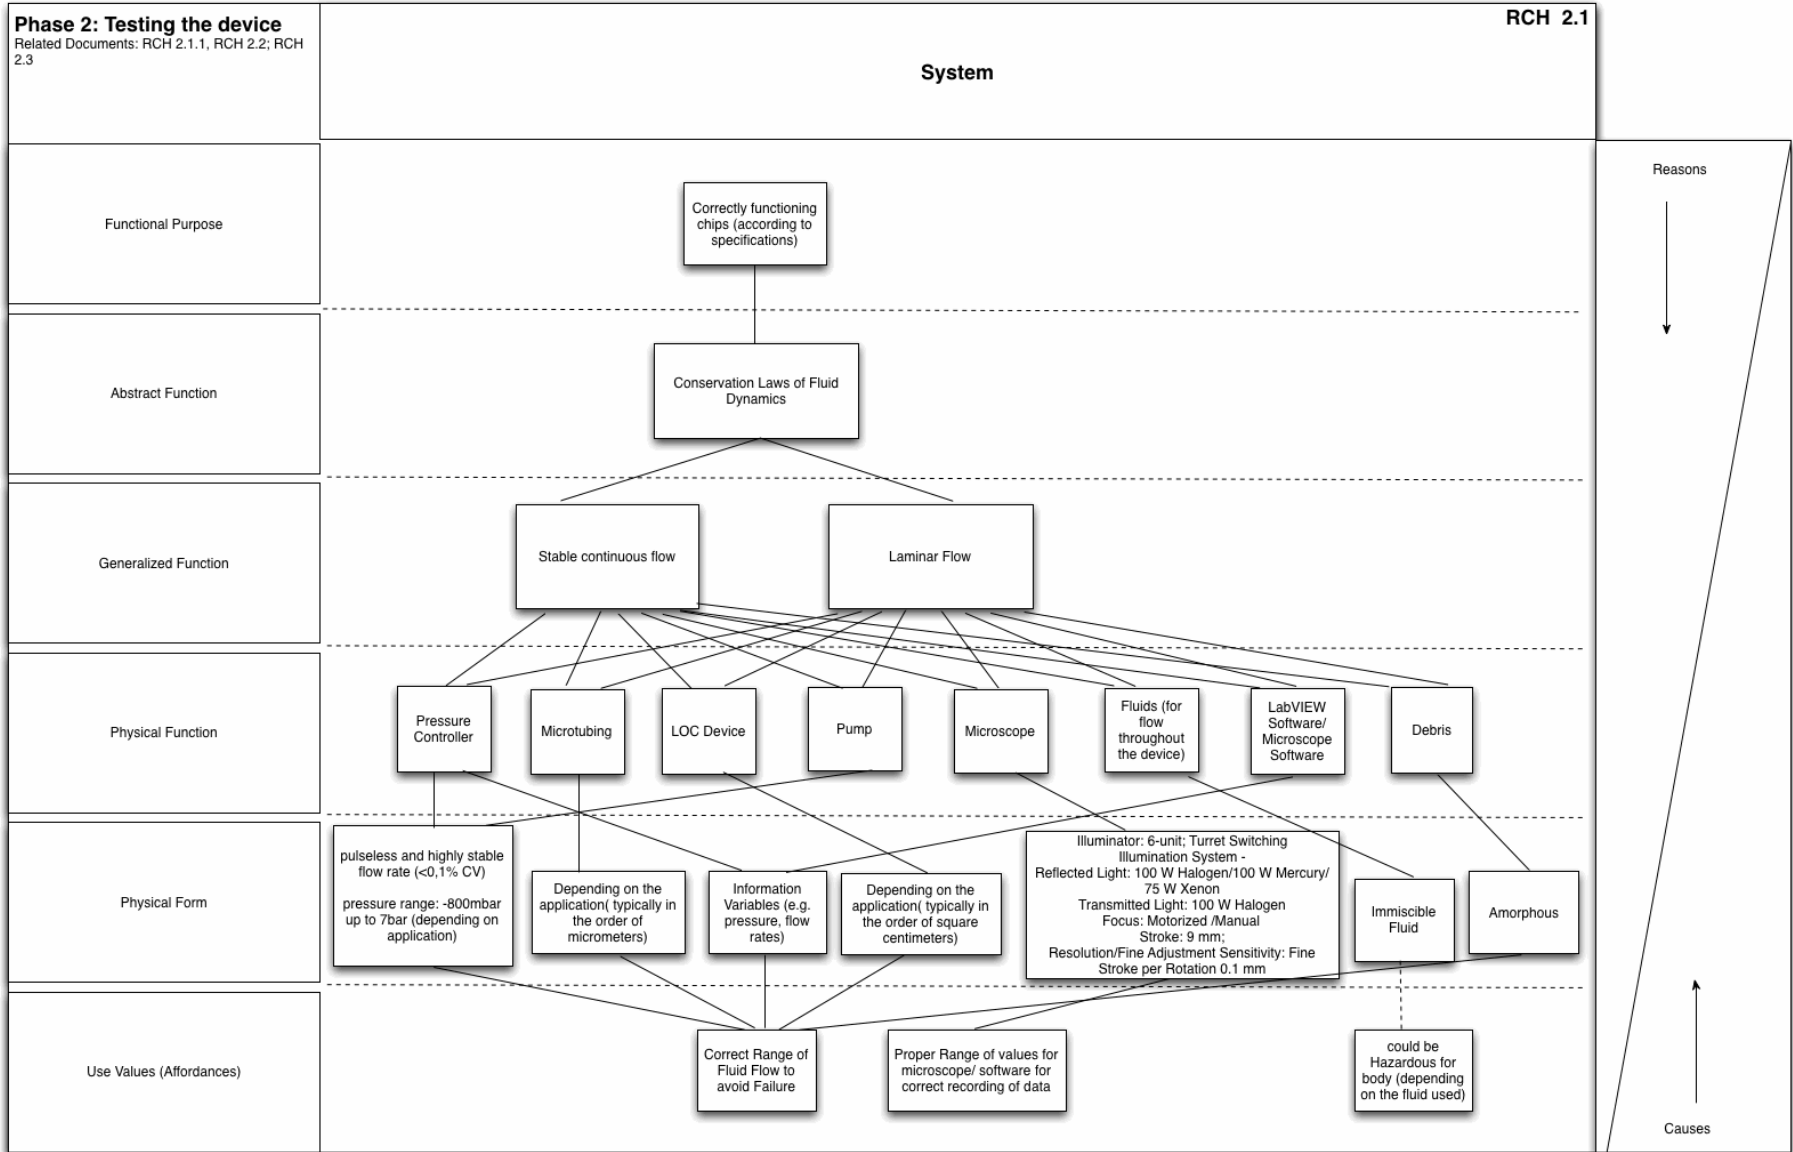 Phase 2: Testing the device
Related Documents: RCH 2.1.1, RCH 2.2; RCH
2.3
RCH 2.1
System
Reasons
Functional Purpose
Correctly functioning
chips (according to
specifications)
Abstract Function
Conservation Laws of Fluid
Dynamics
Generalized Function
Stable continuous flow
Laminar Flow
Physical Function
Pressure
Controller
Microtubing
LOC Device
Pump
Microscope
Fluids (for
flow
throughout
the device)
LabVIEW
Software/
Microscope
Software
Debris
Physical Form
pulseless and highly stable
flow rate (<0,1% CV)
pressure range: -800mbar
up to 7bar (depending on
application)
Depending on the
application( typically in
the order of
micrometers)
Information
Variables (e.g.
pressure, flow
rates)
Depending on the
application( typically in
the order of square
centimeters)
Illuminator: 6-unit; Turret Switching
Illumination System -
Reflected Light: 100 W Halogen/100 W Mercury/
75 W Xenon
Transmitted Light: 100 W Halogen
Focus: Motorized /Manual
Stroke: 9 mm;
Resolution/Fine Adjustment Sensitivity: Fine
Stroke per Rotation 0.1 mm
Immiscible
Fluid
Amorphous
Use Values (Affordances)
Correct Range of
Fluid Flow to
avoid Failure
Proper Range of values for
microscope/ software for
correct recording of data
could be
Hazardous for
body (depending
on the fluid used)
Causes